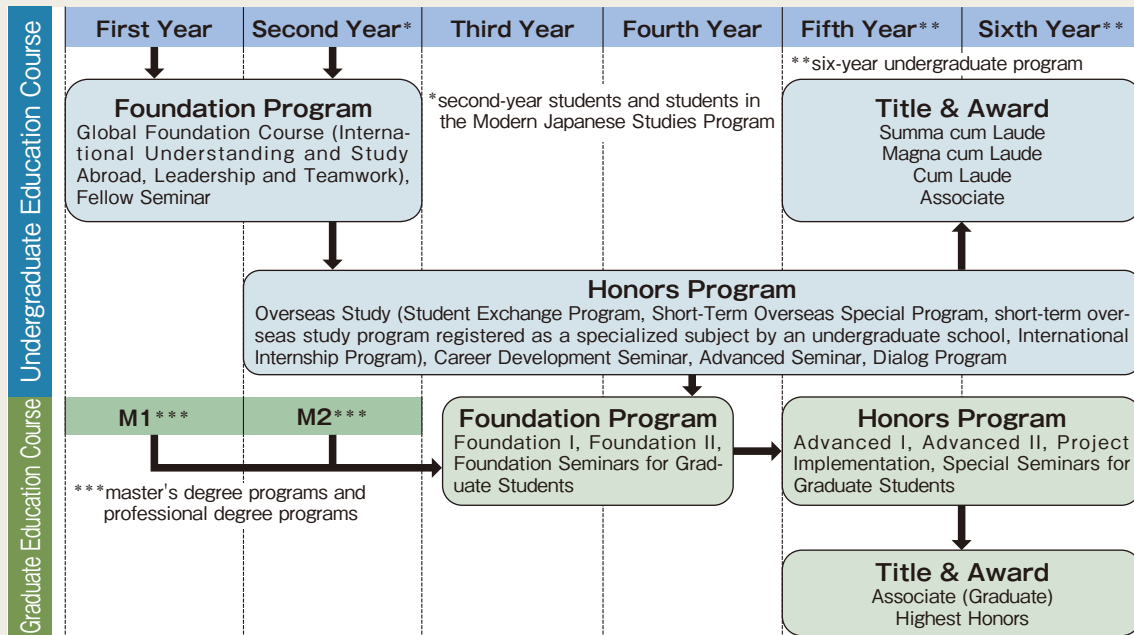 Undergraduate Education Course
First Year
Second Year*
Third Year
Fourth Year
Fifth Year**
Sixth Year**
**six-year undergraduate program
*second-year students and students in
the Modern Japanese Studies Program
Foundation Program
Global Foundation Course (Interna-
tional Understanding and Study
Abroad, Leadership and Teamwork),
Fellow Seminar
Title & Award
Summa cum Laude
Magna cum Laude
Cum Laude
Associate
Honors Program
Overseas Study (Student Exchange Program, Short-Term Overseas Special Program, short-term over-
seas study program registered as a specialized subject by an undergraduate school, International
Internship Program), Career Development Seminar, Advanced Seminar, Dialog Program
Graduate Education Course
M1***
M2***
***master's degree programs and
professional degree programs
Foundation Program
Foundation I, Foundation II,
Foundation Seminars for Grad-
uate Students
Honors Program
Advanced I, Advanced II, Project
Implementation, Special Seminars for
Graduate Students
Title & Award
Associate (Graduate)
Highest Honors